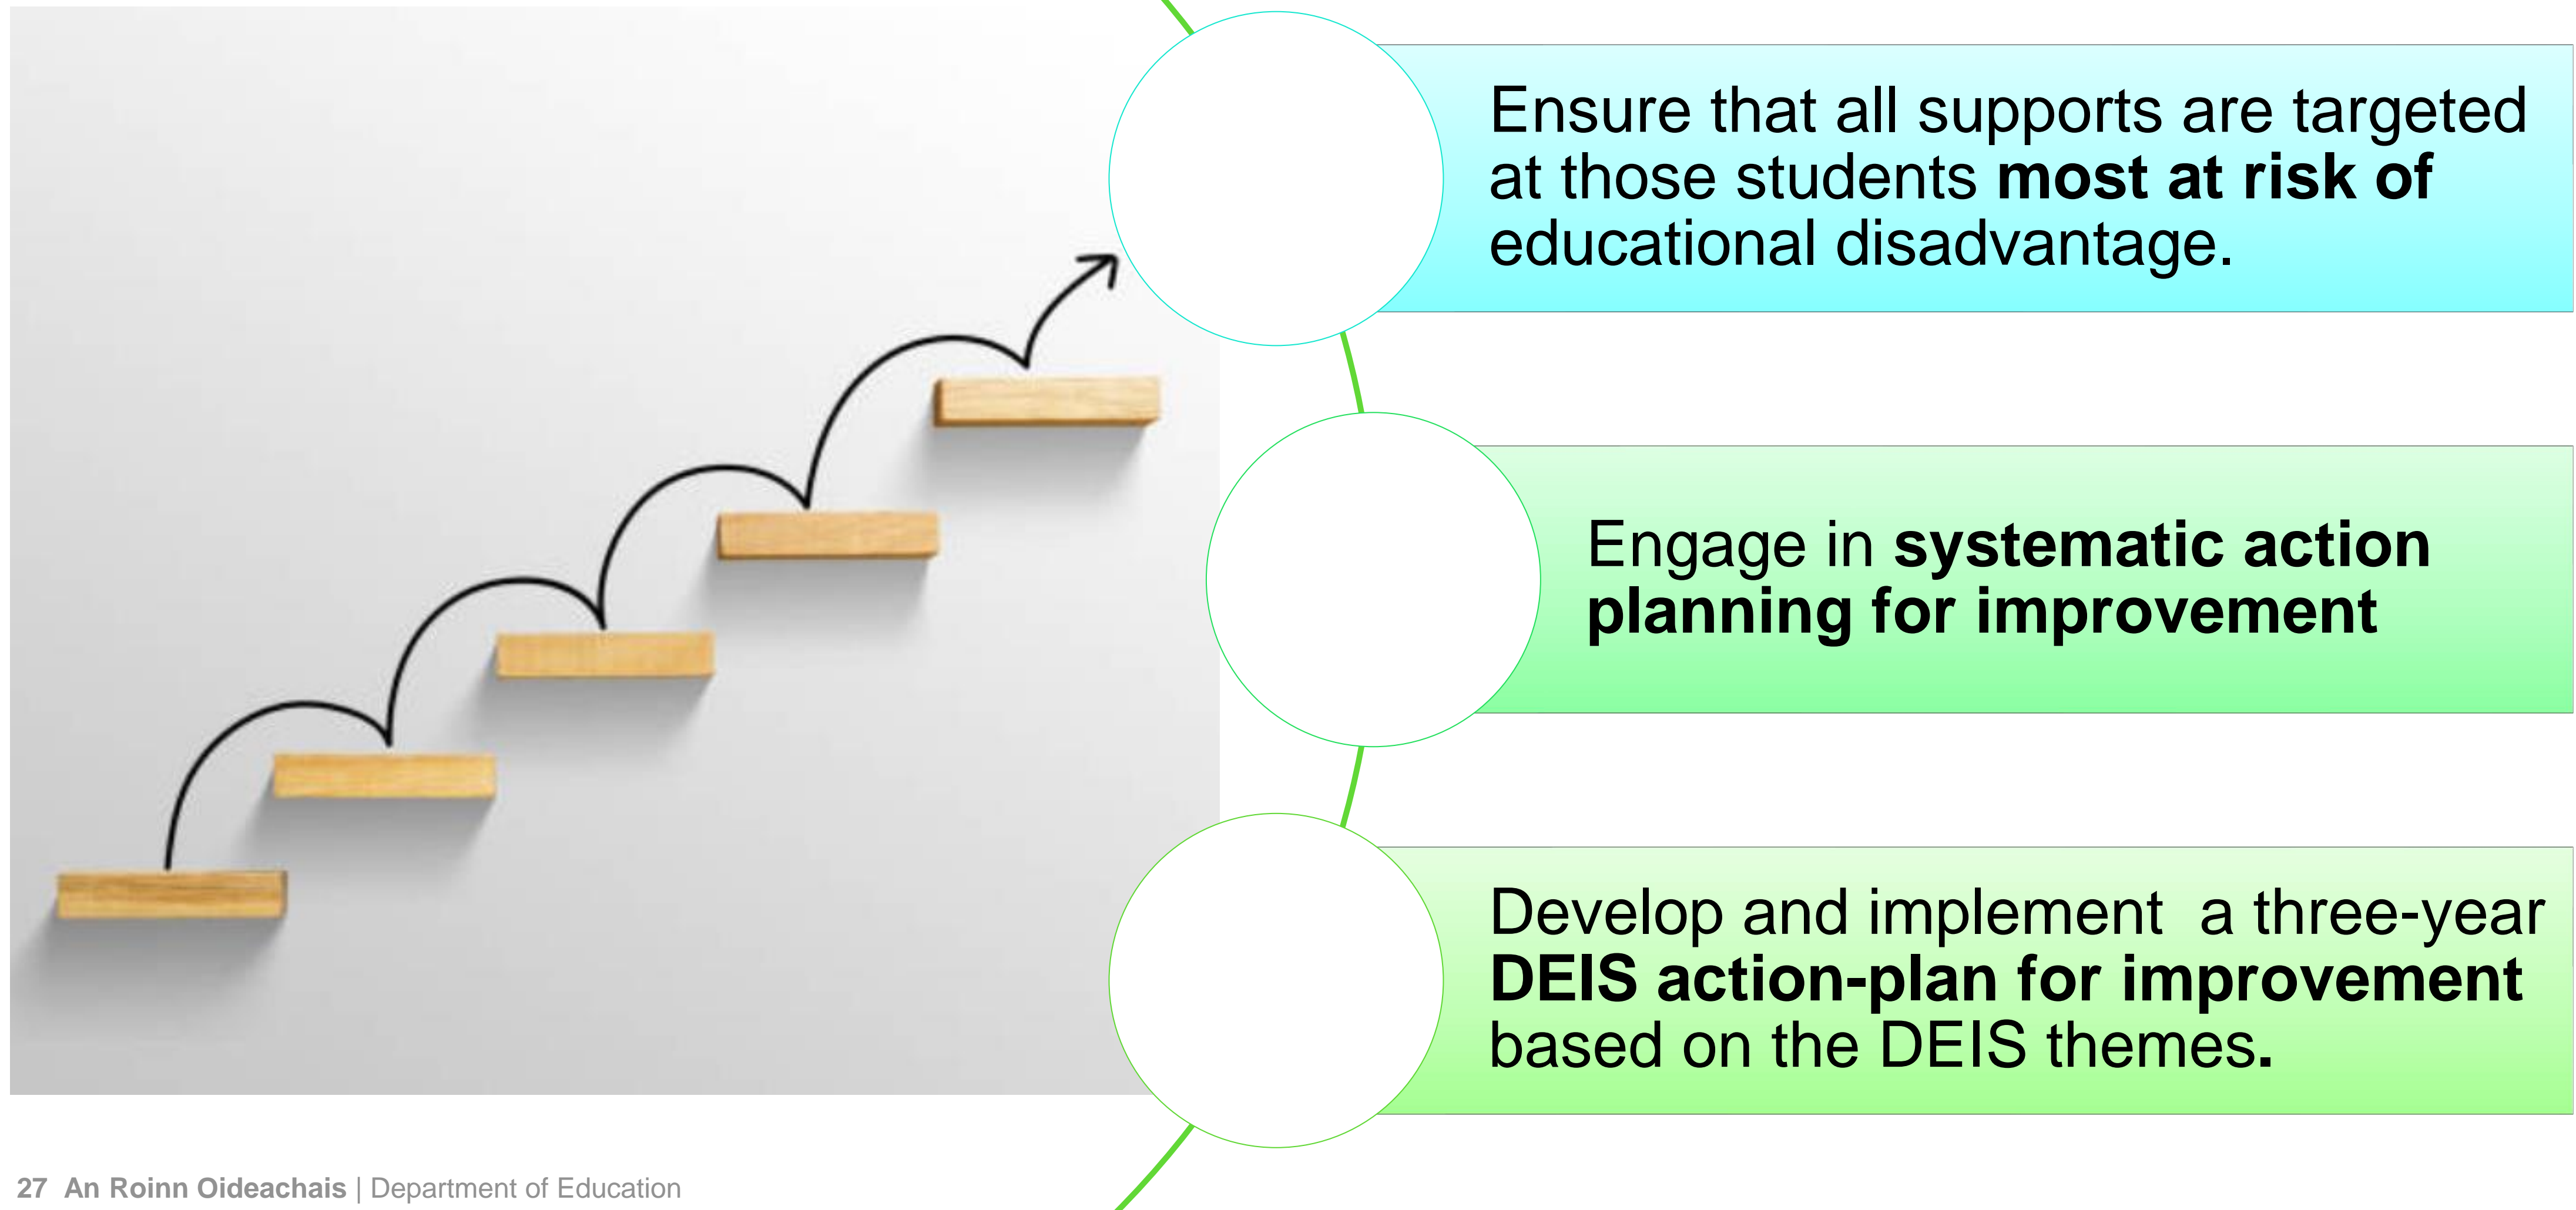 Ensure that all supports are targeted
at those students most at risk of
educational disadvantage.
Engage in systematic action
planning for improvement
Develop and implement  a three-year
DEIS action-plan for improvement
based on the DEIS themes.
27 An Roinn Oideachais | Department of Education